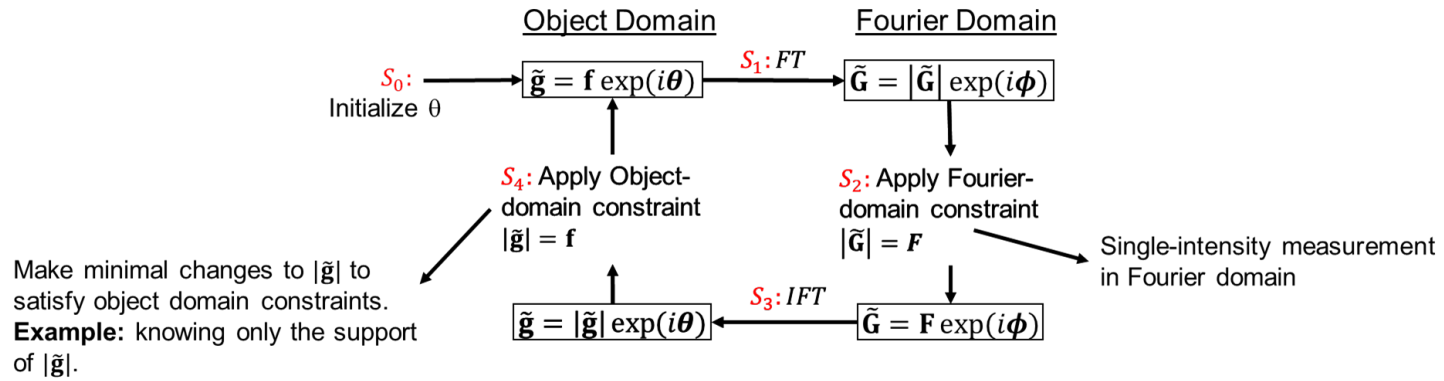 Object Domain
Fourier Domain
S₀:
Initialize θ
g̃ = f exp(iθ)
S₁: FT
G̃ = |G̃| exp(iϕ)
S₄: Apply Object-
domain constraint
|g̃| = f
S₂: Apply Fourier-
domain constraint
|G̃| = F
Make minimal changes to |g̃| to
satisfy object domain constraints.
Example: knowing only the support
of |g̃|.
Single-intensity measurement
in Fourier domain
g̃ = |g̃| exp(iθ)
S₃: IFT
G̃ = F exp(iϕ)